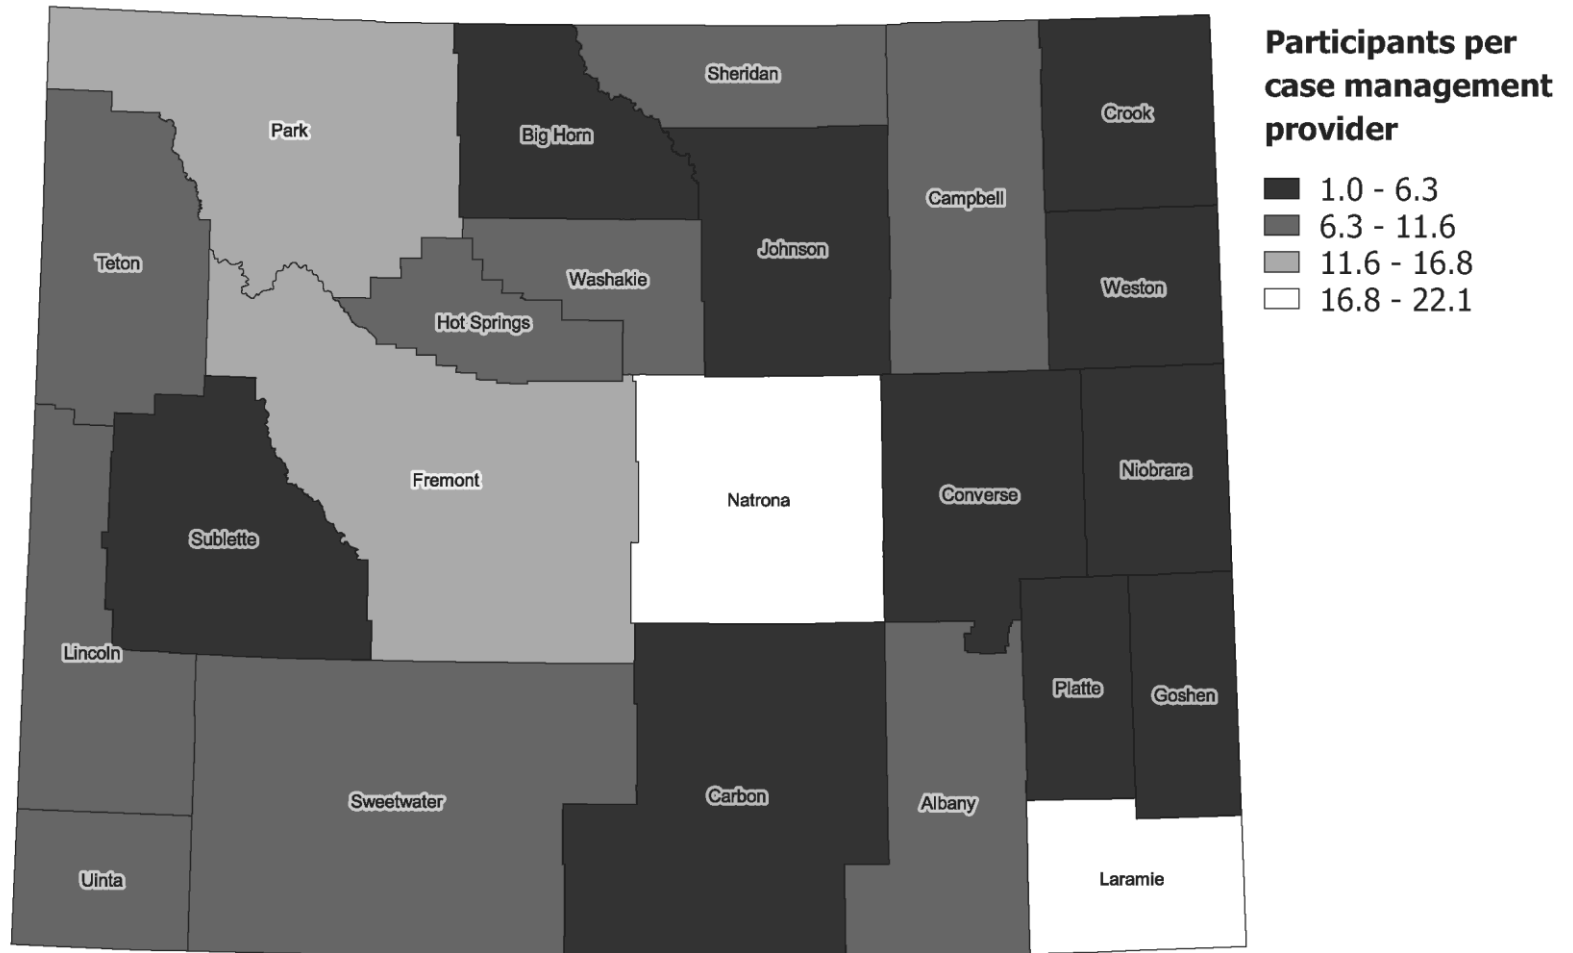 Participants per
case management
provider
1.0 - 6.3
6.3 - 11.6
11.6 - 16.8
16.8 - 22.1
Sheridan
Crook
Park
Big Horn
Campbell
Johnson
Teton
Washakie
Weston
Hot Springs
Niobrara
Fremont
Converse
Natrona
Sublette
Lincoln
Platte
Goshen
Carbon
Sweetwater
Albany
Uinta
Laramie